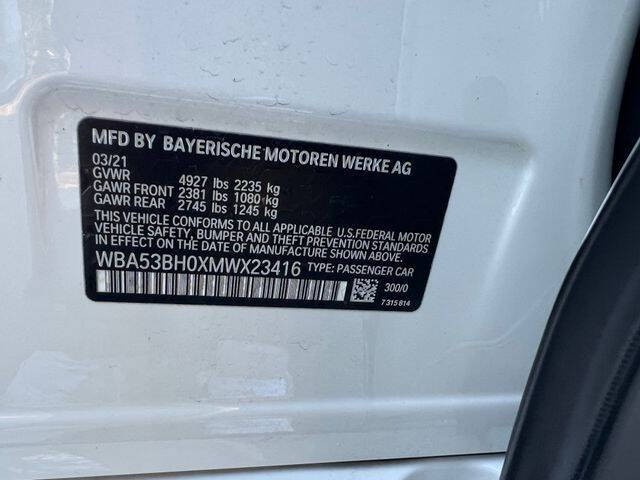 MFD BY BAYERISCHE MOTOREN WERKE AG
03/21
GVWR 4927 lbs 2235 kg
GAWR FRONT 2381 lbs 1080 kg
GAWR REAR 2745 lbs 1245 kg
THIS VEHICLE CONFORMS TO ALL APPLICABLE U.S.FEDERAL MOTOR
VEHICLE SAFETY, BUMPER AND THEFT PREVENTION STANDARDS
IN EFFECT ON THE DATE OF MANUFACTURE SHOWN ABOVE.
WBA53BH0XMWX23416 TYPE: PASSENGER CAR
300/0
7315814